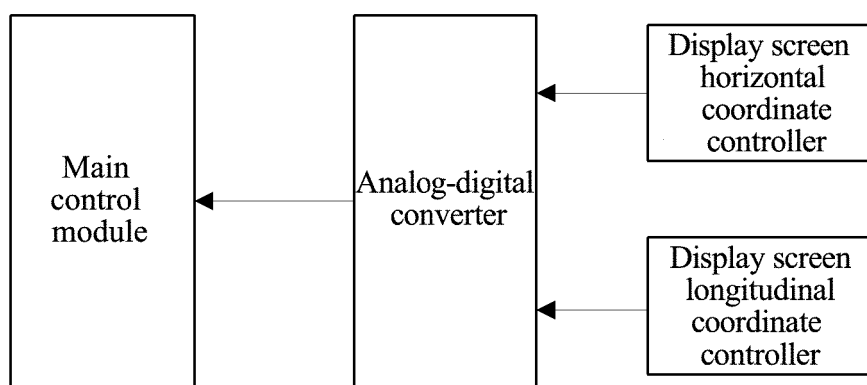 Main
control
module
Analog-digital
converter
Display screen
horizontal
coordinate
controller
Display screen
longitudinal
coordinate
controller